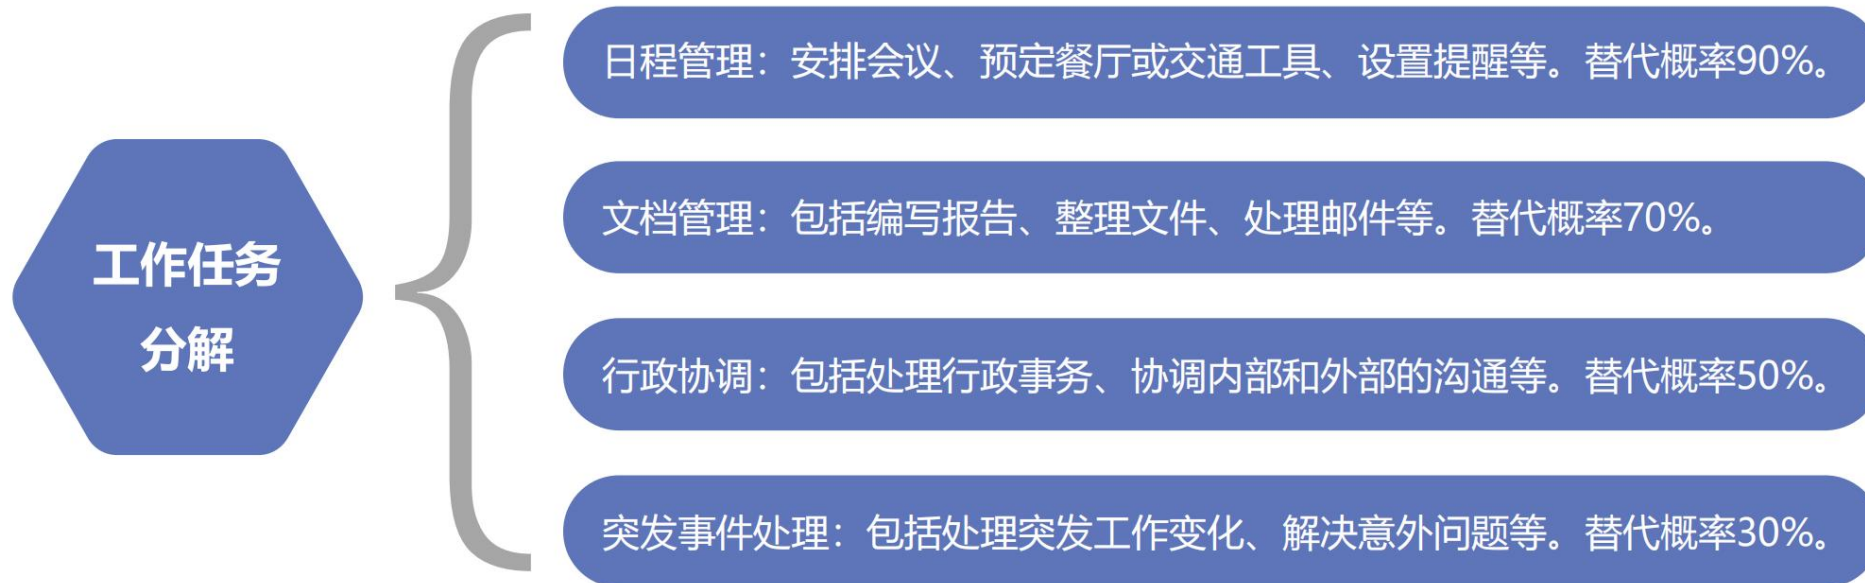 工作任务
分解
日程管理：安排会议、预定餐厅或交通工具、设置提醒等。替代概率90%。
文档管理：包括编写报告、整理文件、处理邮件等。替代概率70%。
行政协调：包括处理行政事务、协调内部和外部的沟通等。替代概率50%。
突发事件处理：包括处理突发工作变化、解决意外问题等。替代概率30%。